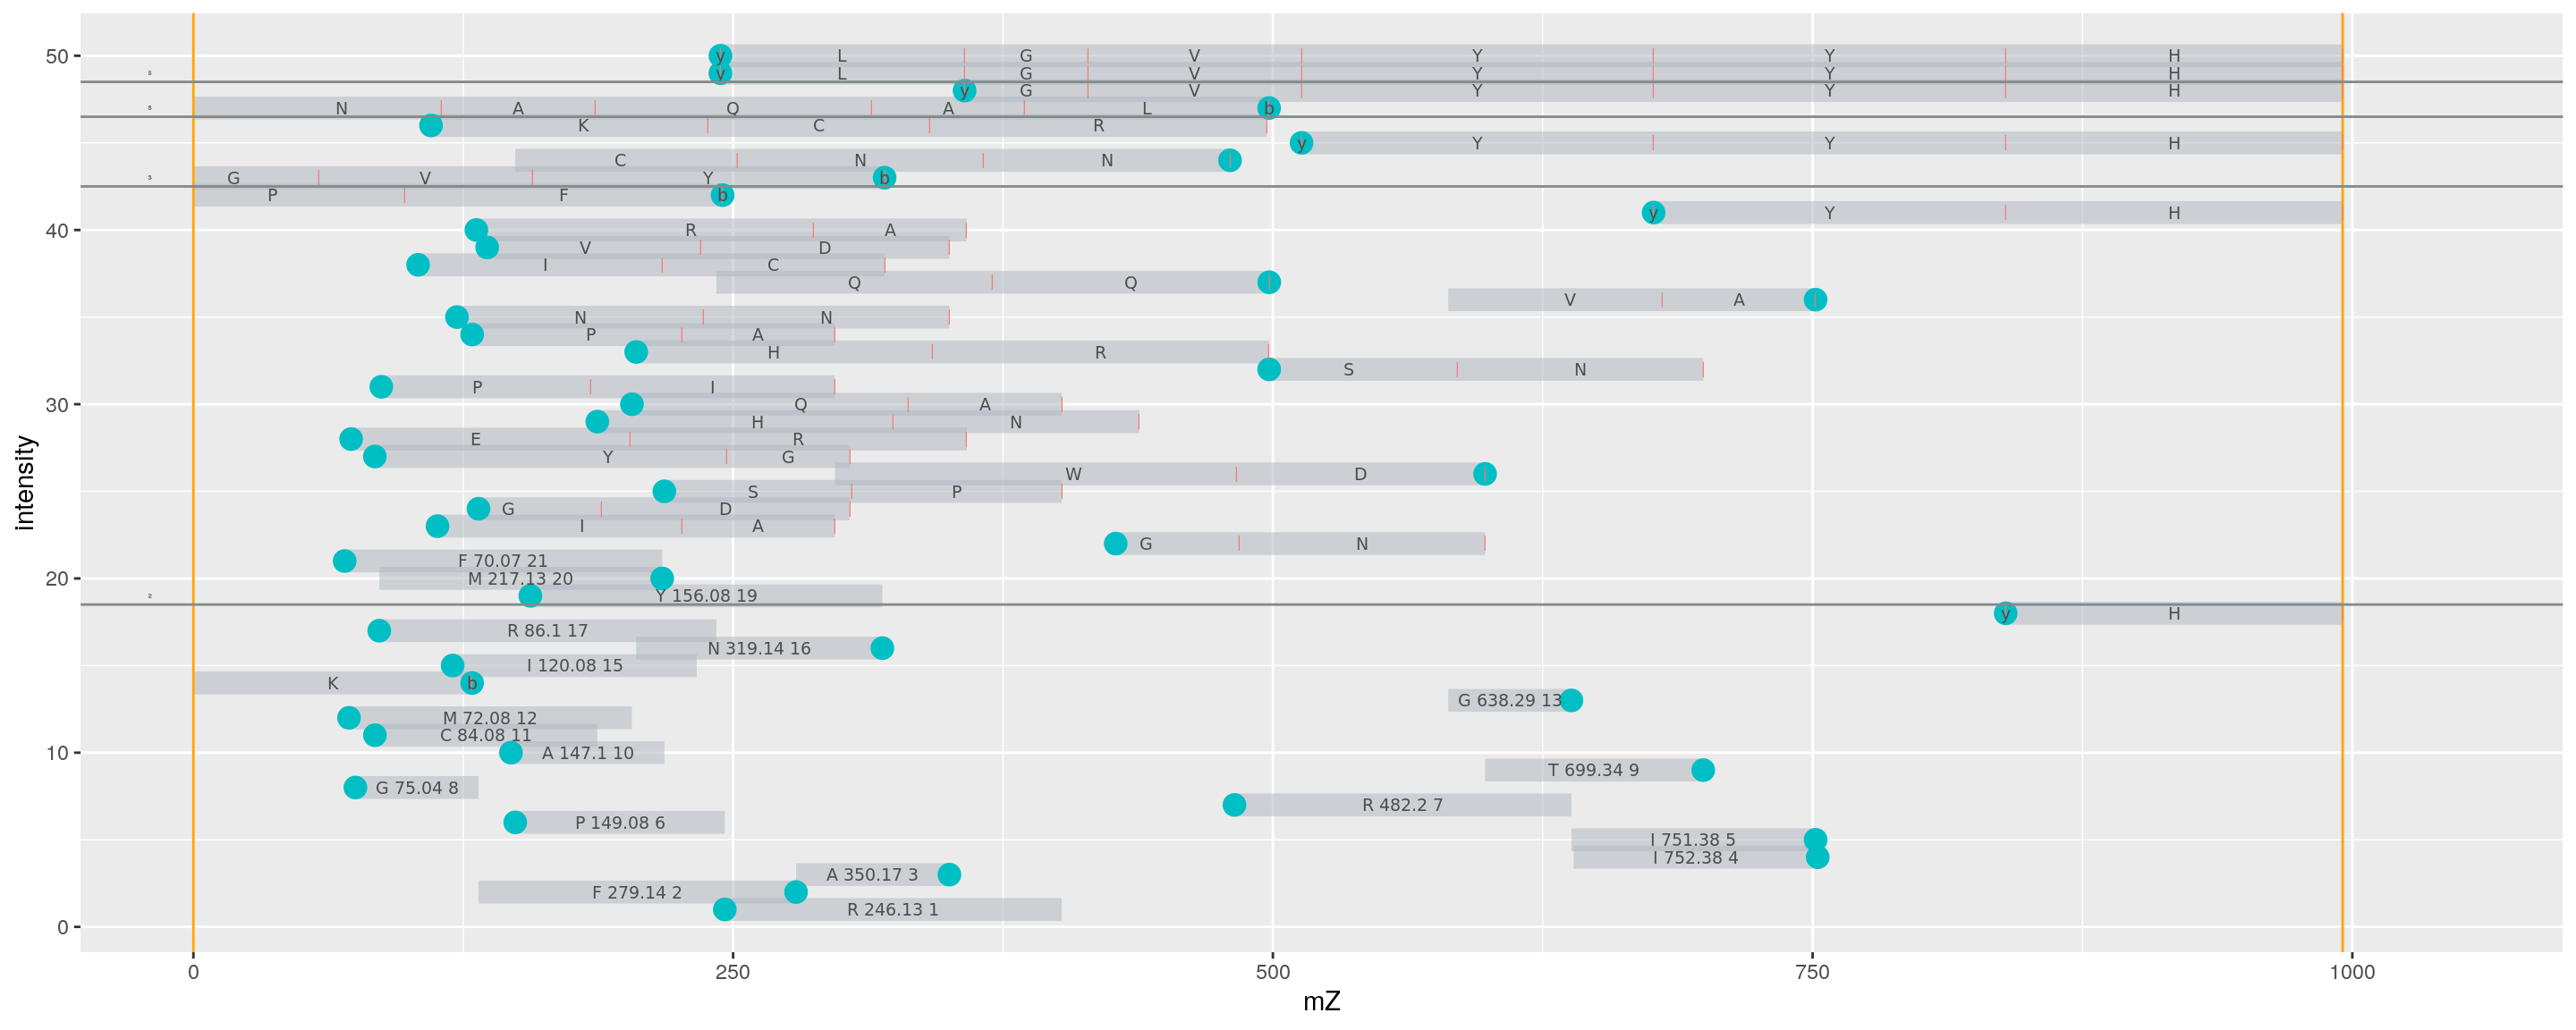 50
y L G V Y Y H
y L G V Y Y H
y G V Y Y H
N A Q A L b
K C R
y Y Y H
C N N
G V Y b
P F b
y Y H
40
R A
V D
I C
Q Q
V A
N N
P A
H R
S N
P I
30
Q A
H N
E R
Y G
W D
S P
G D
I A
G N
F 70.07 21
20
M 217.13 20
Y 156.08 19
y H
R 86.1 17
N 319.14 16
I 120.08 15
K b
G 638.29 13
M 72.08 12
C 84.08 11
10
A 147.1 10
T 699.34 9
G 75.04 8
R 482.2 7
P 149.08 6
I 751.38 5
I 752.38 4
A 350.17 3
F 279.14 2
R 246.13 1
0
0 250 500 750 1000
mZ
intensity